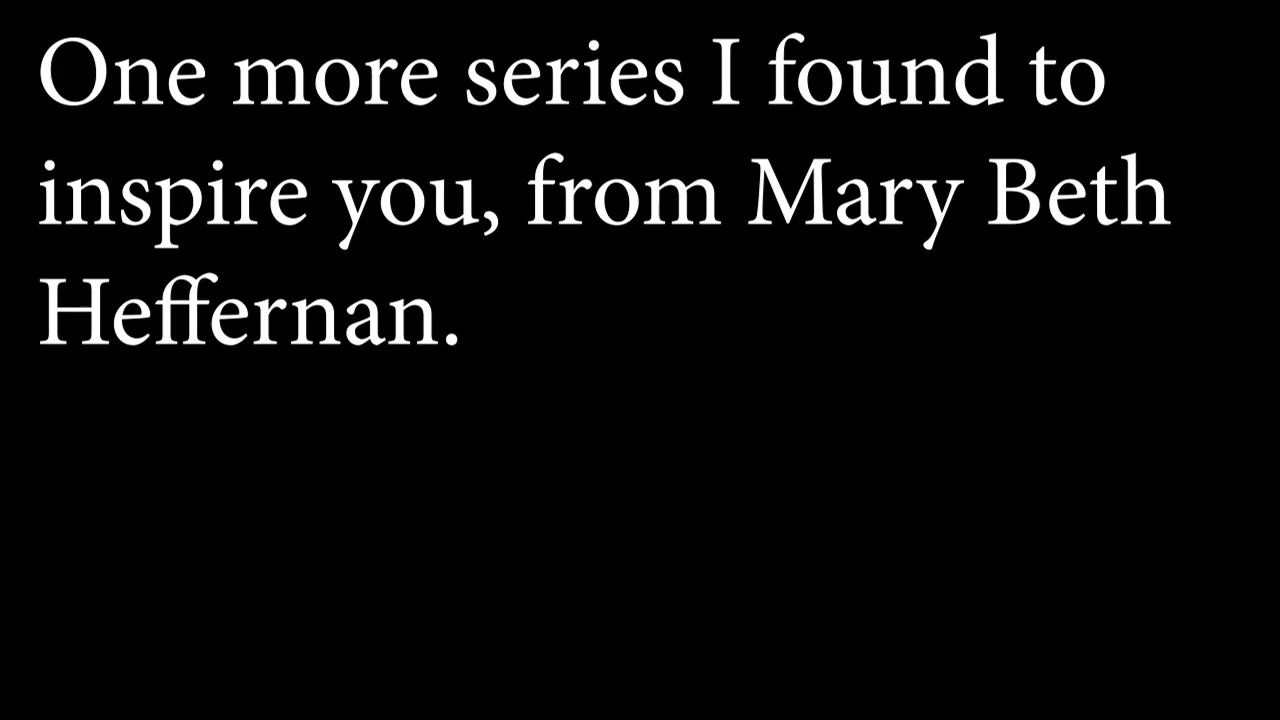 One more series I found to
inspire you, from Mary Beth
Heffernan.